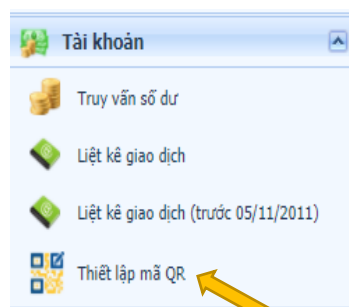 Tài khoản
Truy vấn số dư
Liệt kê giao dịch
Liệt kê giao dịch (trước 05/11/2011)
Thiết lập mã QR